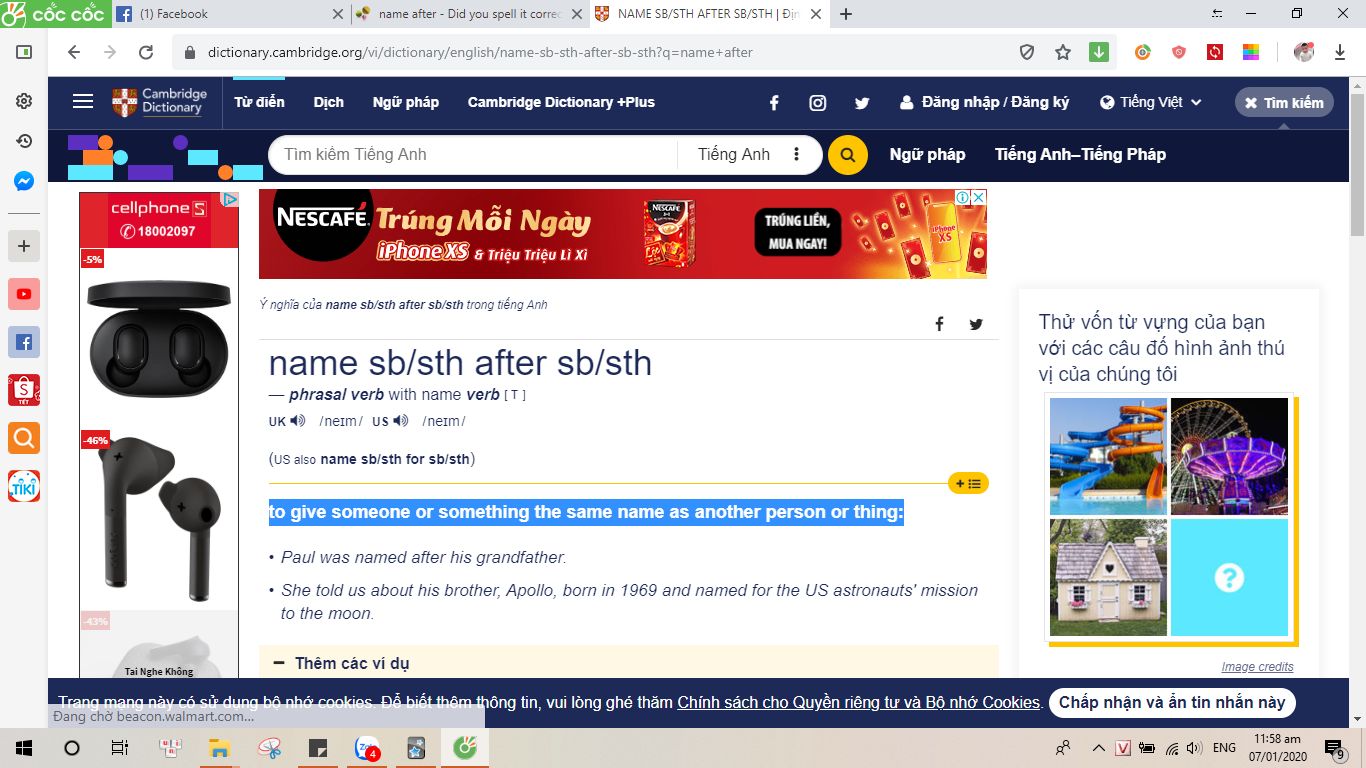 CỐC CỐC
(1) Facebook
name after - Did you spell it correc
NAME SB/STH AFTER SB/STH | Địn
dictionary.cambridge.org/vi/dictionary/english/name-sb-sth-after-sb-sth?q=name+after
Cambridge
Dictionary
Từ điển
Dịch
Ngữ pháp
Cambridge Dictionary +Plus
Đăng nhập / Đăng ký
Tiếng Việt
Tìm kiếm
Tìm kiếm Tiếng Anh
Tiếng Anh
Ngữ pháp
Tiếng Anh–Tiếng Pháp
cellphoneS
18002097
-5%
-46%
-43%
Tai Nghe Không
NESCAFÉ
Trúng Mỗi Ngày
iPhone XS & Triệu Triệu Lì Xì
NESCAFÉ
TRÚNG LIỀN,
MUA NGAY!
iPhone
XS
Ý nghĩa của name sb/sth after sb/sth trong tiếng Anh
name sb/sth after sb/sth
— phrasal verb with name verb [ T ]
UK /neɪm/ US /neɪm/
(US also name sb/sth for sb/sth)
to give someone or something the same name as another person or thing:
• Paul was named after his grandfather.
• She told us about his brother, Apollo, born in 1969 and named for the US astronauts' mission
to the moon.
Thêm các ví dụ
Thử vốn từ vựng của bạn
với các câu đố hình ảnh thú
vị của chúng tôi
?
Image credits
Trang mạng này có sử dụng bộ nhớ cookies. Để biết thêm thông tin, vui lòng ghé thăm Chính sách cho Quyền riêng tư và Bộ nhớ Cookies.
Chấp nhận và ẩn tin nhắn này
Đang chờ beacon.walmart.com...
TẾT
TIKI
Zalo
4
V
ENG
11:58 am
07/01/2020
9